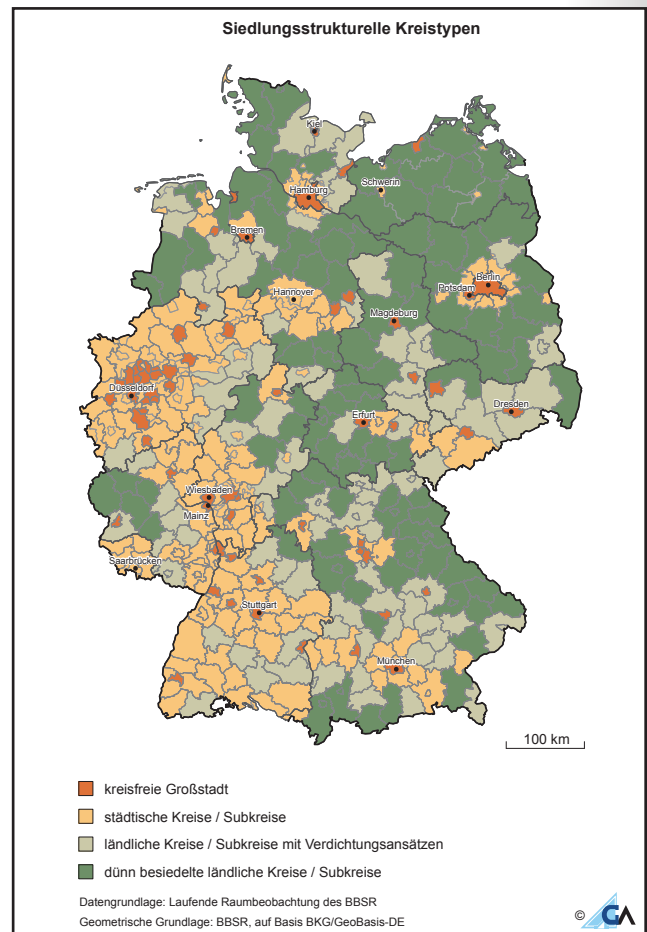 Siedlungsstrukturelle Kreistypen
Kiel
Schwerin
Hamburg
Bremen
Berlin
Potsdam
Hannover
Magdeburg
Düsseldorf
Dresden
Erfurt
Wiesbaden
Mainz
Saarbrücken
Stuttgart
München
100 km
kreisfreie Großstadt
städtische Kreise / Subkreise
ländliche Kreise / Subkreise mit Verdichtungsansätzen
dünn besiedelte ländliche Kreise / Subkreise
Datengrundlage: Laufende Raumbeobachtung des BBSR
Geometrische Grundlage: BBSR, auf Basis BKG/GeoBasis-DE
© GA